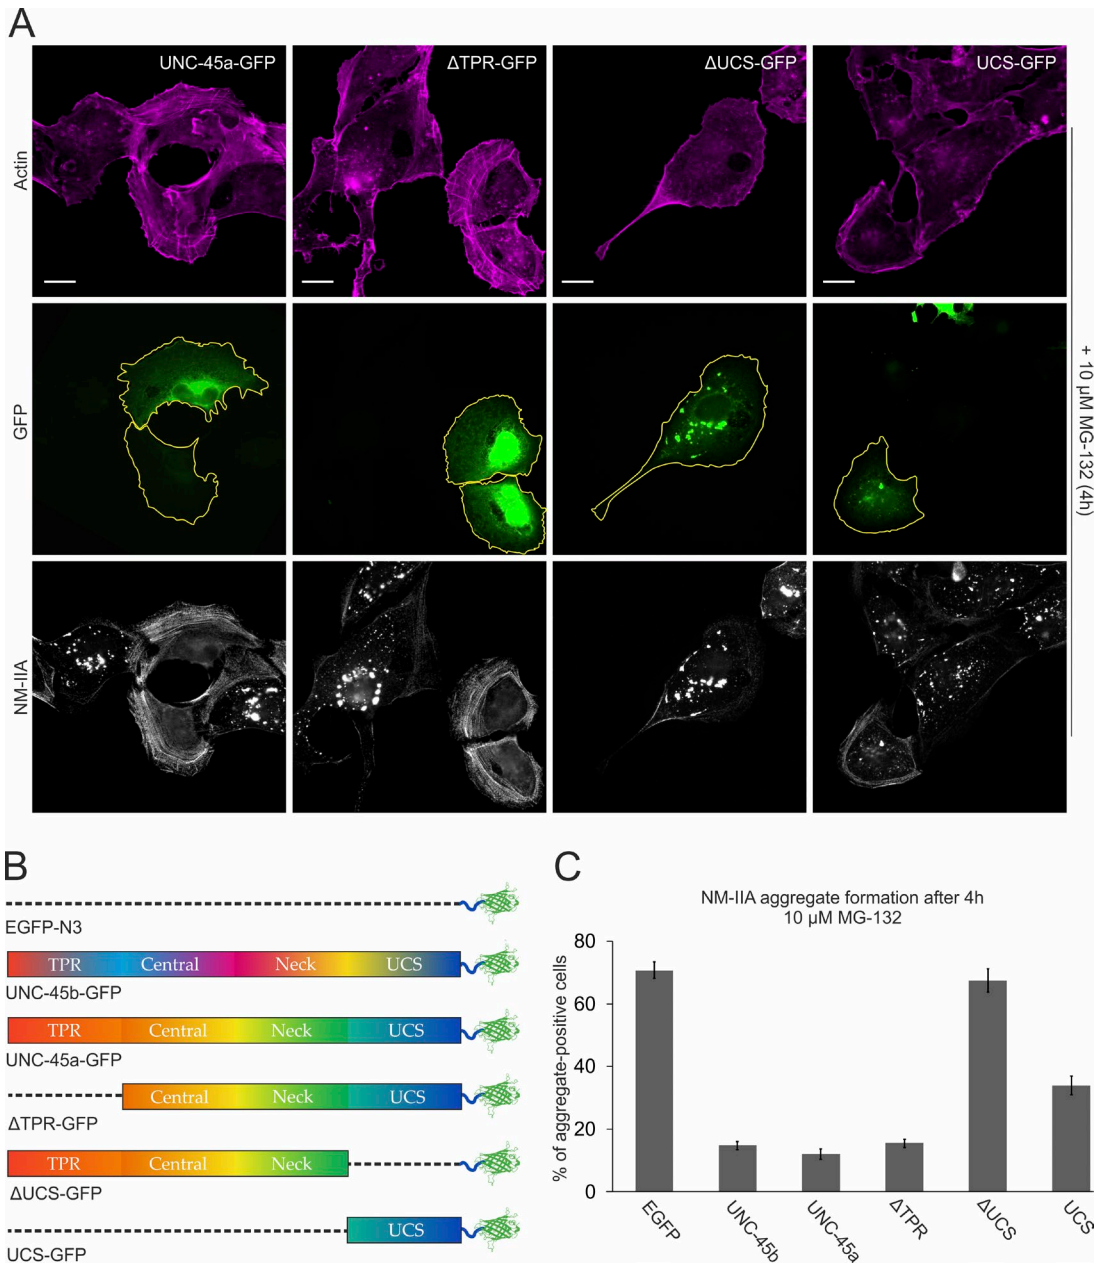 A
UNC-45a-GFP
ΔTPR-GFP
ΔUCS-GFP
UCS-GFP
Actin
GFP
NM-IIA
+ 10 µM MG-132 (4h)
B
EGFP-N3
TPR Central Neck UCS
UNC-45b-GFP
TPR Central Neck UCS
UNC-45a-GFP
Central Neck UCS
ΔTPR-GFP
TPR Central Neck
ΔUCS-GFP
UCS
UCS-GFP
C
NM-IIA aggregate formation after 4h
10 µM MG-132
% of aggregate-positive cells
80
60
40
20
0
EGFP
UNC-45b
UNC-45a
ΔTPR
ΔUCS
UCS